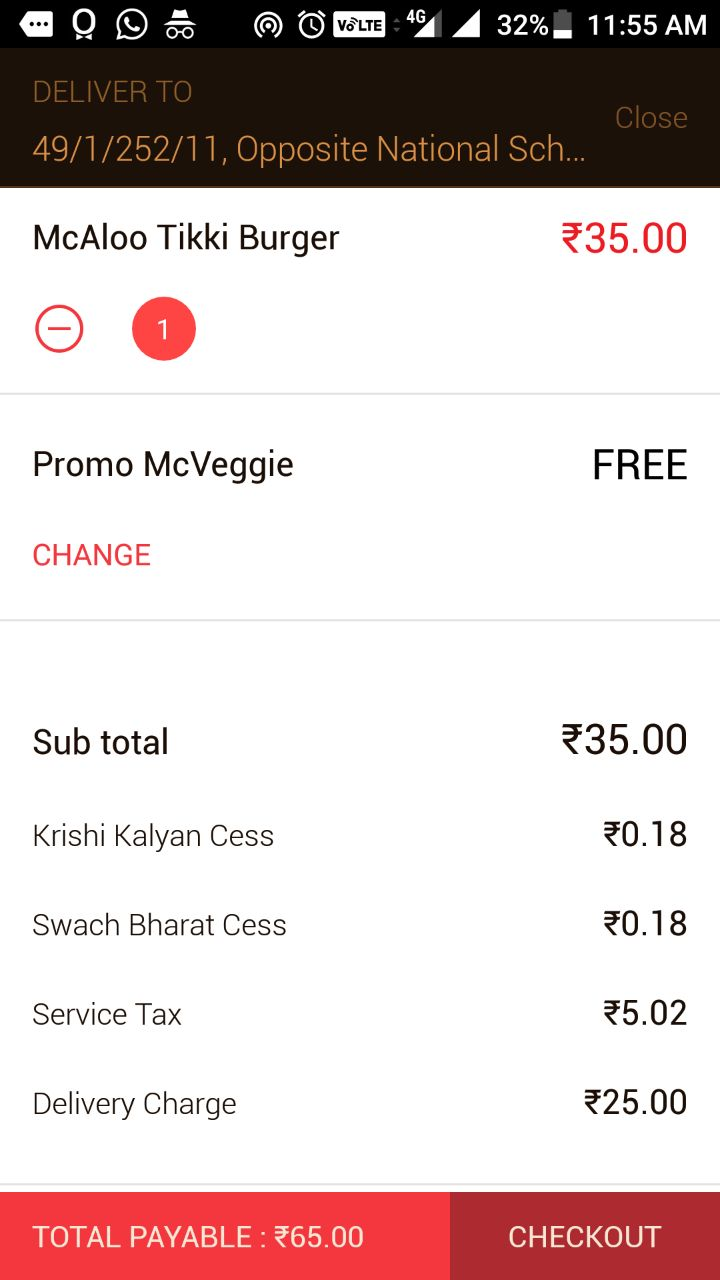 4G
VoLTE
32%
11:55 AM
DELIVER TO
Close
49/1/252/11, Opposite National Sch...
McAloo Tikki Burger ₹35.00
1
Promo McVeggie FREE
CHANGE
Sub total ₹35.00
Krishi Kalyan Cess ₹0.18
Swach Bharat Cess ₹0.18
Service Tax ₹5.02
Delivery Charge ₹25.00
TOTAL PAYABLE : ₹65.00 CHECKOUT